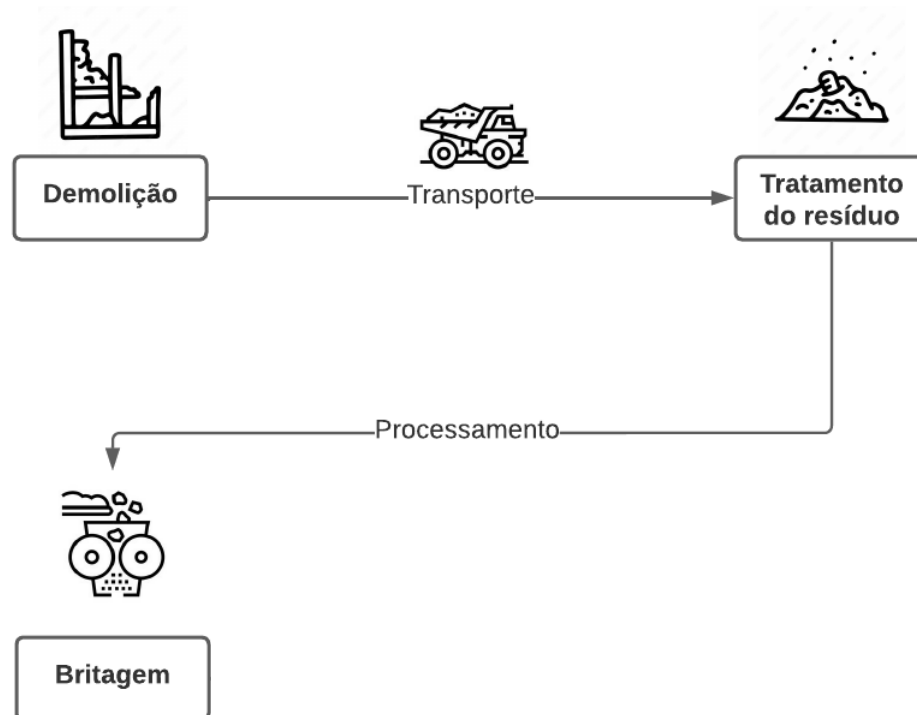 Demolição
Transporte
Tratamento
do resíduo
Processamento
Britagem